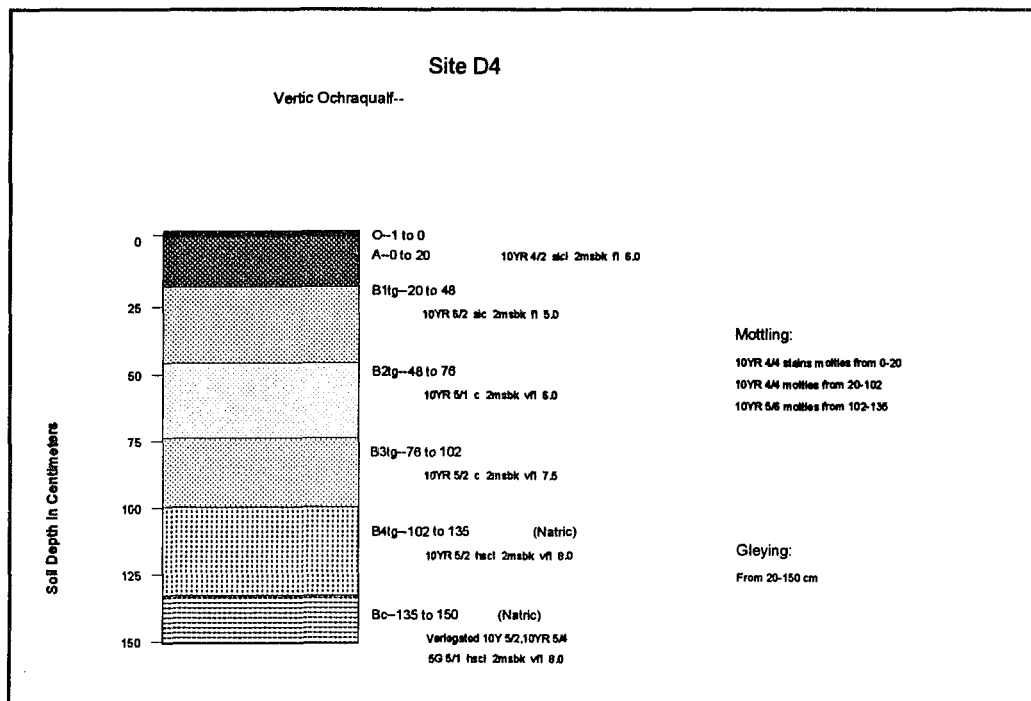 Site D4
Vertic Ochraqualf--
0
25
50
75
100
125
150
Soil Depth in Centimeters
O--1 to 0
A--0 to 20 10YR 4/2 sicl 2msbk fi 6.0
B1tg--20 to 48
10YR 6/2 sic 2msbk fi 5.0
B2tg--48 to 76
10YR 5/1 c 2msbk vfi 6.0
B3tg--76 to 102
10YR 5/2 c 2msbk vfi 7.5
B4tg--102 to 135 (Natric)
10YR 5/2 hscl 2msbk vfi 8.0
Bc--135 to 150 (Natric)
Variegated 10Y 5/2,10YR 5/4
5G 5/1 hscl 2msbk vfi 8.0
Mottling:
10YR 4/4 stains mottles from 0-20
10YR 4/4 mottles from 20-102
10YR 5/6 mottles from 102-135
Gleying:
From 20-150 cm